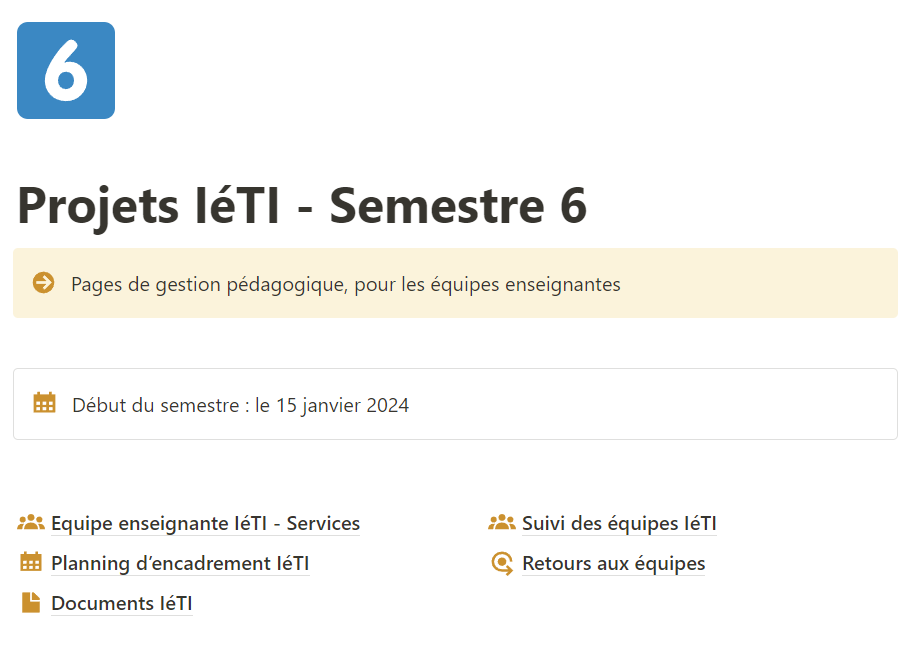 6
Projets IéTI - Semestre 6
Pages de gestion pédagogique, pour les équipes enseignantes
Début du semestre : le 15 janvier 2024
Equipe enseignante IéTI - Services
Planning d’encadrement IéTI
Documents IéTI
Suivi des équipes IéTI
Retours aux équipes